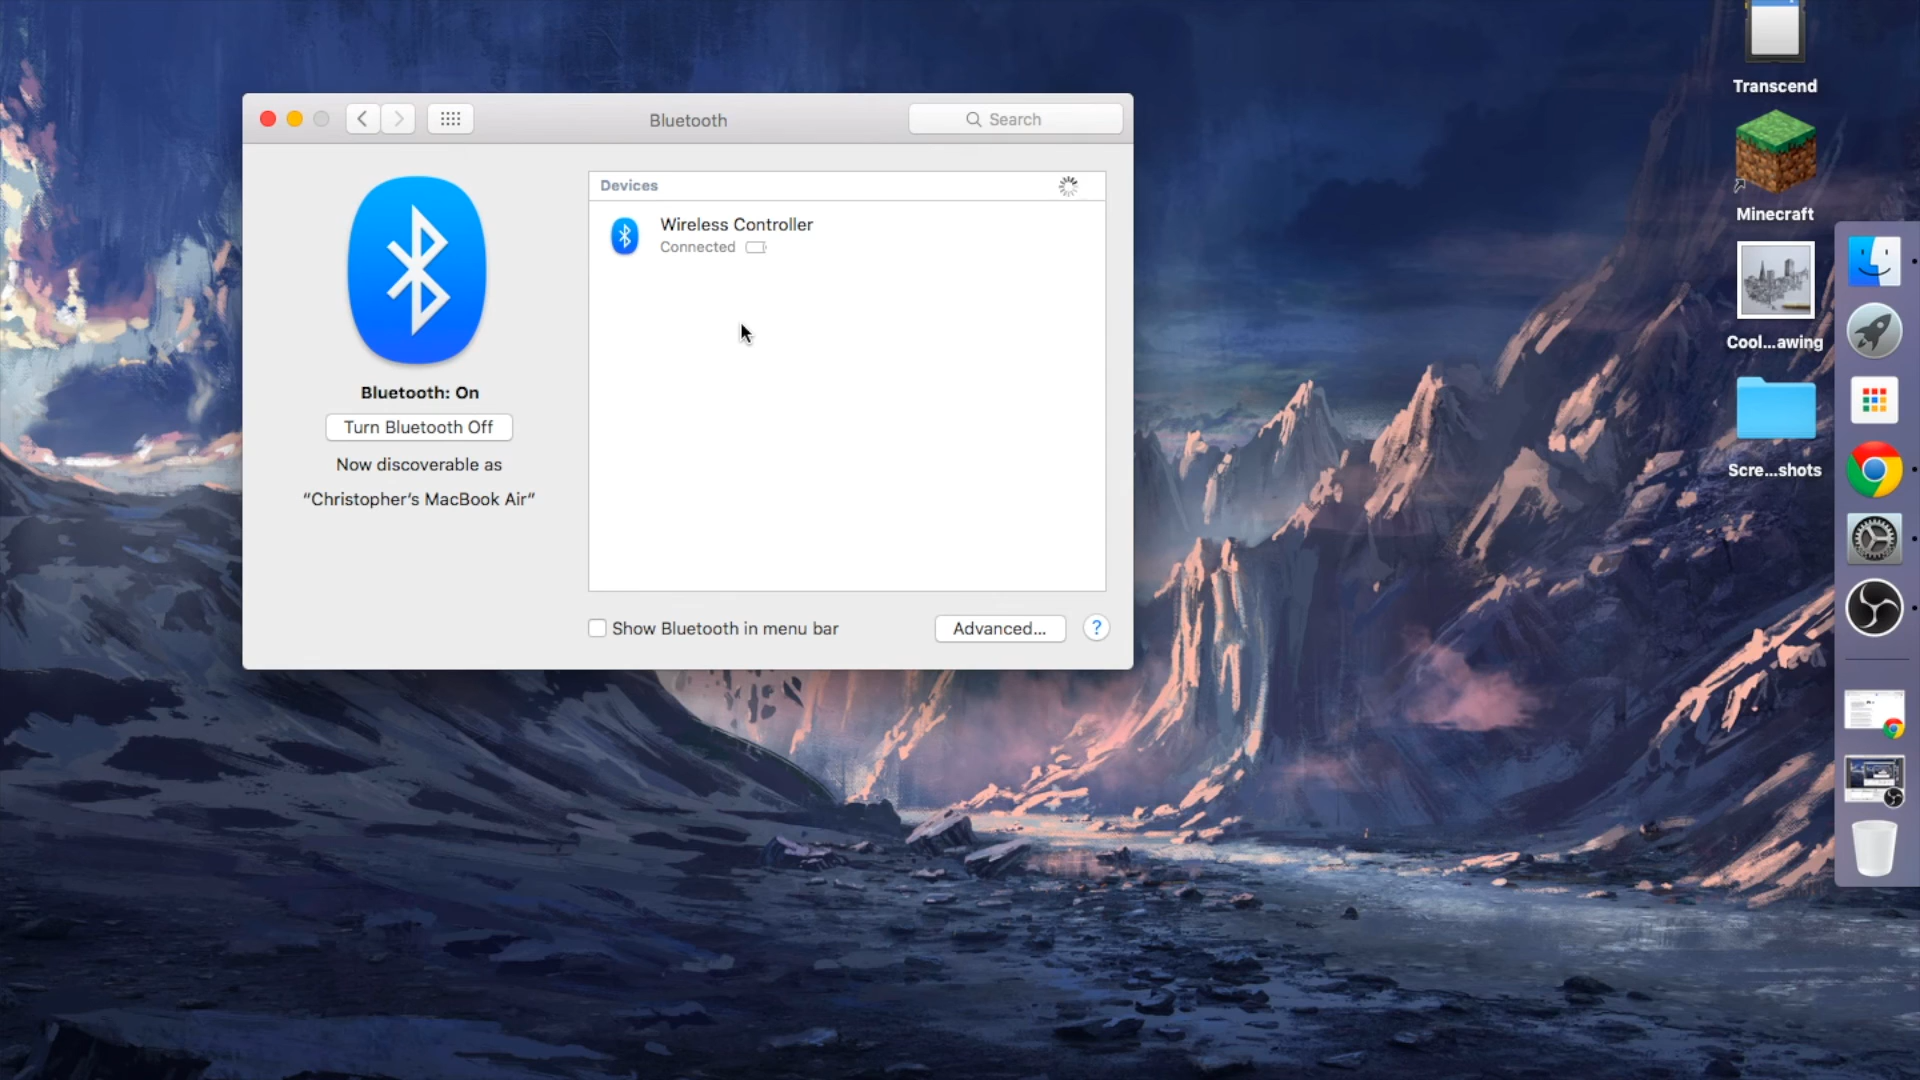 Bluetooth
Search
Devices
Wireless Controller
Connected
Bluetooth: On
Turn Bluetooth Off
Now discoverable as
“Christopher’s MacBook Air”
Show Bluetooth in menu bar
Advanced...
?
Transcend
Minecraft
Cool...awing
Scre...shots